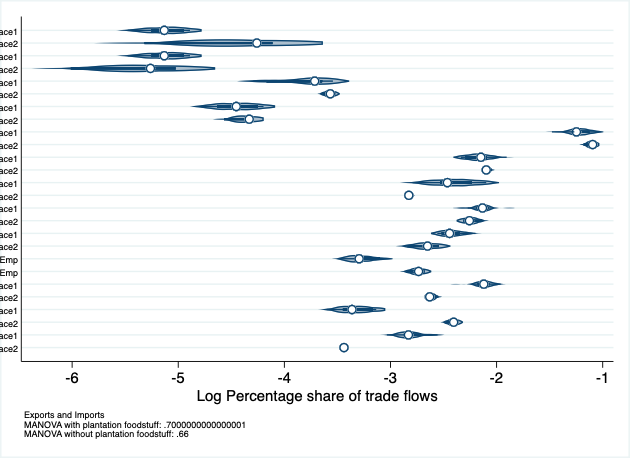 ace1
ace2
ace1
ace2
ace1
ace2
ace1
ace2
ace1
ace2
ace1
ace2
ace1
ace2
ace1
ace2
ace1
ace2
Emp
Emp
ace1
ace2
ace1
ace2
ace1
ace2
-6 -5 -4 -3 -2 -1
Log Percentage share of trade flows
Exports and Imports
MANOVA with plantation foodstuff: .7000000000000001
MANOVA without plantation foodstuff: .66